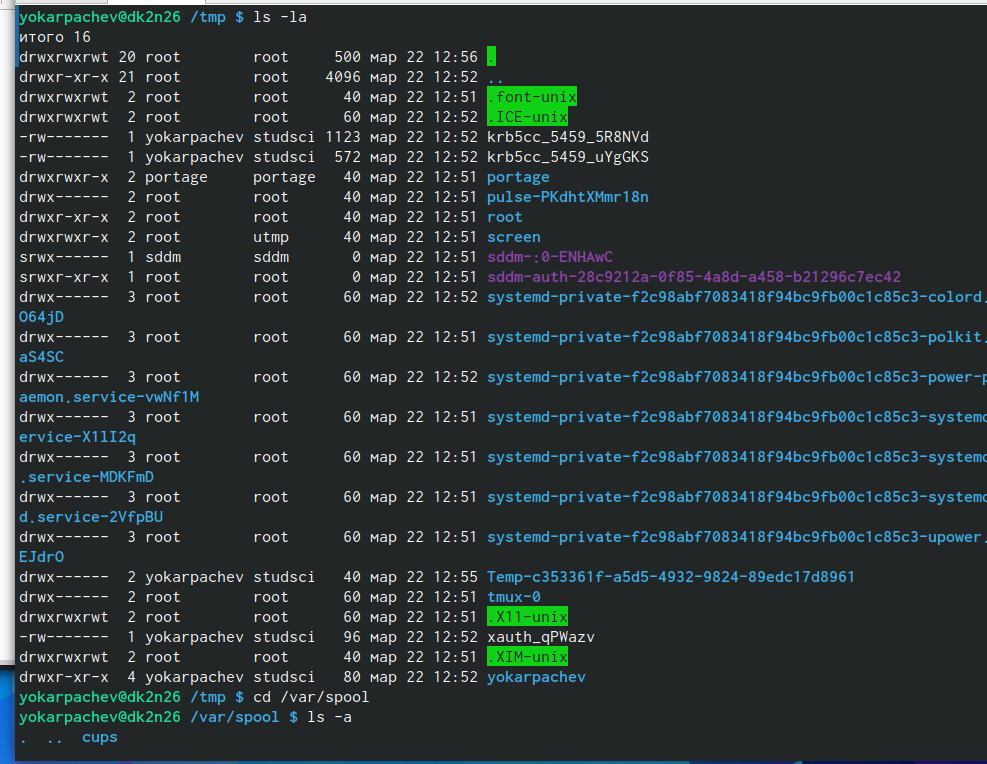 yokarpachev@dk2n26 /tmp $ ls -la
итого 16
drwxrwxrwt 20 root root 500 мар 22 12:56 .
drwxr-xr-x 21 root root 4096 мар 22 12:52 ..
drwxrwxrwt 2 root root 40 мар 22 12:51 .font-unix
drwxrwxrwt 2 root root 60 мар 22 12:52 .ICE-unix
-rw------- 1 yokarpachev studsci 1123 мар 22 12:52 krb5cc_5459_5R8NVd
-rw------- 1 yokarpachev studsci 572 мар 22 12:52 krb5cc_5459_uYgGKS
drwxrwxr-x 2 portage portage 40 мар 22 12:51 portage
drwx------ 2 root root 40 мар 22 12:51 pulse-PKdhtXMmr18n
drwxr-xr-x 2 root root 40 мар 22 12:51 root
drwxrwxr-x 2 root utmp 40 мар 22 12:51 screen
srwx------ 1 sddm sddm 0 мар 22 12:51 sddm-:0-ENHAwC
srwxr-xr-x 1 root root 0 мар 22 12:51 sddm-auth-28c9212a-0f85-4a8d-a458-b21296c7ec42
drwx------ 3 root root 60 мар 22 12:52 systemd-private-f2c98abf7083418f94bc9fb00c1c85c3-colord.
O64jD
drwx------ 3 root root 60 мар 22 12:51 systemd-private-f2c98abf7083418f94bc9fb00c1c85c3-polkit.
aS4SC
drwx------ 3 root root 60 мар 22 12:52 systemd-private-f2c98abf7083418f94bc9fb00c1c85c3-power-p
aemon.service-vwNf1M
drwx------ 3 root root 60 мар 22 12:51 systemd-private-f2c98abf7083418f94bc9fb00c1c85c3-systemd
ervice-X1lI2q
drwx------ 3 root root 60 мар 22 12:51 systemd-private-f2c98abf7083418f94bc9fb00c1c85c3-systemd
.service-MDKFmD
drwx------ 3 root root 60 мар 22 12:51 systemd-private-f2c98abf7083418f94bc9fb00c1c85c3-systemd
d.service-2VfpBU
drwx------ 3 root root 60 мар 22 12:51 systemd-private-f2c98abf7083418f94bc9fb00c1c85c3-upower.
EJdrO
drwx------ 2 yokarpachev studsci 40 мар 22 12:55 Temp-c353361f-a5d5-4932-9824-89edc17d8961
drwx------ 2 root root 60 мар 22 12:51 tmux-0
drwxrwxrwt 2 root root 60 мар 22 12:51 .X11-unix
-rw------- 1 yokarpachev studsci 96 мар 22 12:52 xauth_qPWazv
drwxrwxrwt 2 root root 40 мар 22 12:51 .XIM-unix
drwxr-xr-x 4 yokarpachev studsci 80 мар 22 12:52 yokarpachev
yokarpachev@dk2n26 /tmp $ cd /var/spool
yokarpachev@dk2n26 /var/spool $ ls -a
. .. cups